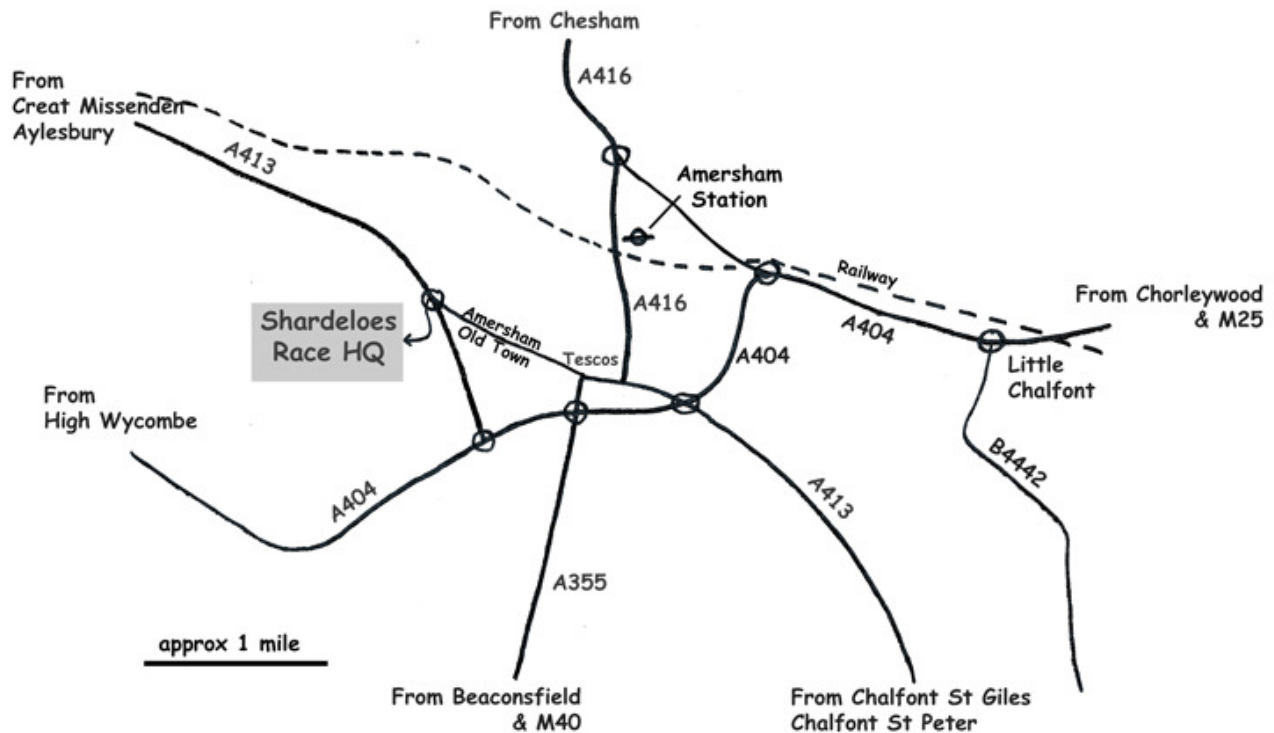 From Chesham
A416
From
Creat Missenden
Aylesbury
A413
Amersham
Station
Railway
From Chorleywood
& M25
A416
A404
Shardeloes
Race HQ
Amersham
Old Town
Tescos
A404
Little
Chalfont
From
High Wycombe
B4442
A404
A413
A355
approx 1 mile
From Beaconsfield
& M40
From Chalfont St Giles
Chalfont St Peter